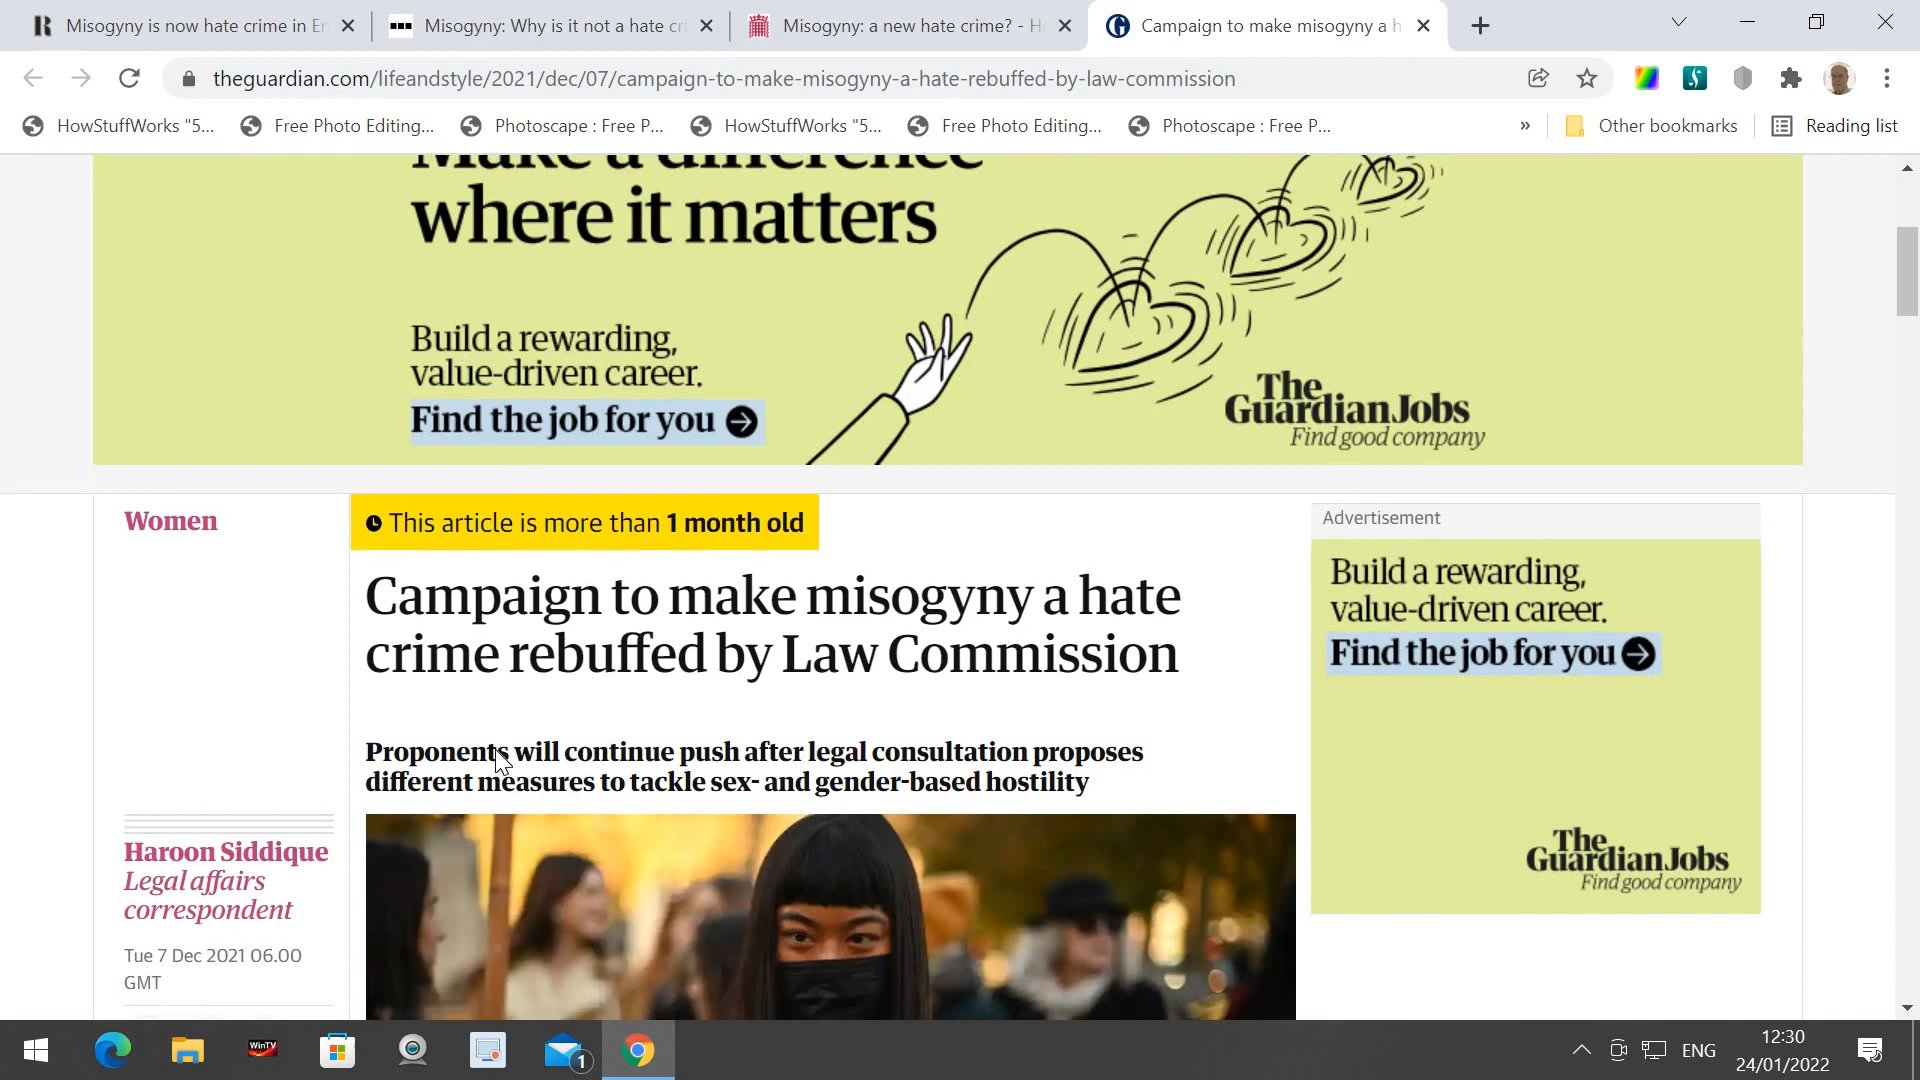 Misogyny is now hate crime in En
Misogyny: Why is it not a hate cri
Misogyny: a new hate crime? - Ho
Campaign to make misogyny a ha
theguardian.com/lifeandstyle/2021/dec/07/campaign-to-make-misogyny-a-hate-rebuffed-by-law-commission
HowStuffWorks "5...
Free Photo Editing...
Photoscape : Free P...
HowStuffWorks "5...
Free Photo Editing...
Photoscape : Free P...
»
Other bookmarks
Reading list
Make a difference
where it matters
Build a rewarding,
value-driven career.
Find the job for you
The
Guardian Jobs
Find good company
Women
This article is more than 1 month old
Campaign to make misogyny a hate
crime rebuffed by Law Commission
Proponents will continue push after legal consultation proposes
different measures to tackle sex- and gender-based hostility
Haroon Siddique
Legal affairs
correspondent
Tue 7 Dec 2021 06.00
GMT
Advertisement
Build a rewarding,
value-driven career.
Find the job for you
The
Guardian Jobs
Find good company
WinTV
1
ENG
12:30
24/01/2022